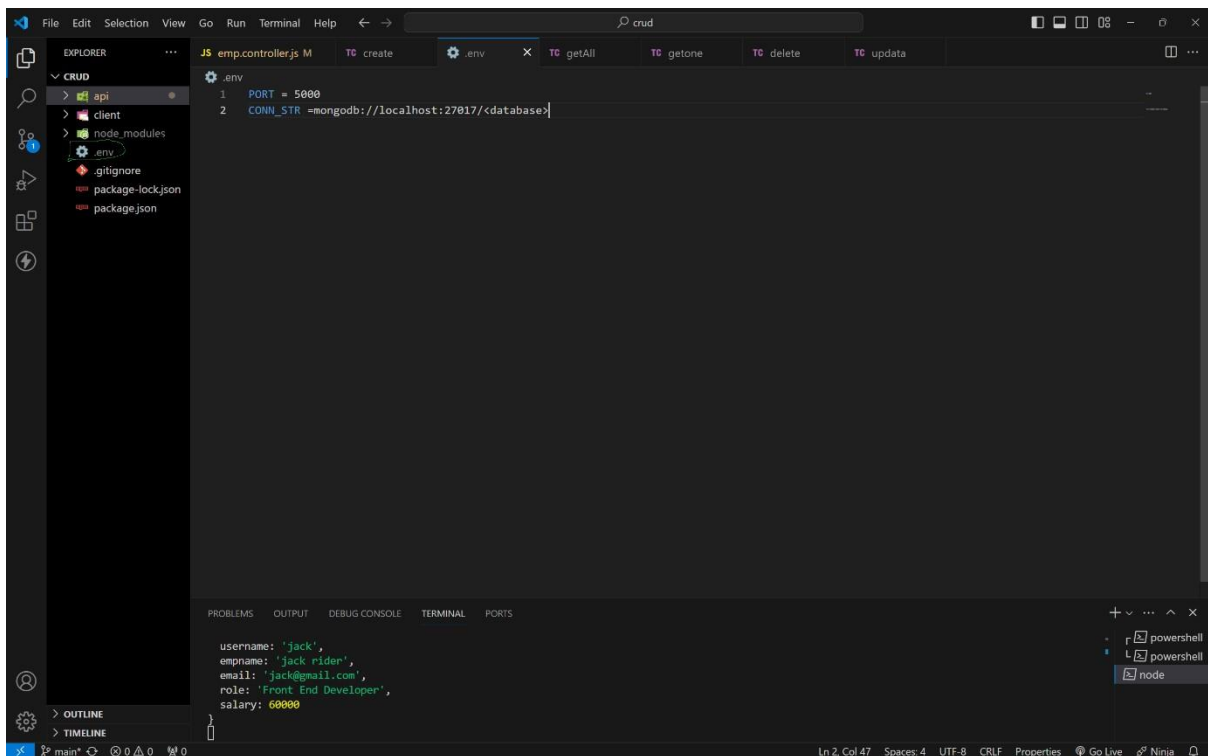 File Edit Selection View Go Run Terminal Help
crud
EXPLORER
CRUD
api
client
node_modules
.env
.gitignore
package-lock.json
package.json
OUTLINE
TIMELINE
JS emp.controller.js M TC create .env TC getAll TC getone TC delete TC updata
.env
1 PORT = 5000
2 CONN_STR =mongodb://localhost:27017/<database>
PROBLEMS OUTPUT DEBUG CONSOLE TERMINAL PORTS
username: 'jack',
empname: 'jack rider',
email: 'jack@gmail.com',
role: 'Front End Developer',
salary: 60000
}
powershell
powershell
node
1
main* 0 0 0 Ln 2, Col 47 Spaces: 4 UTF-8 CRLF Properties Go Live Ninja